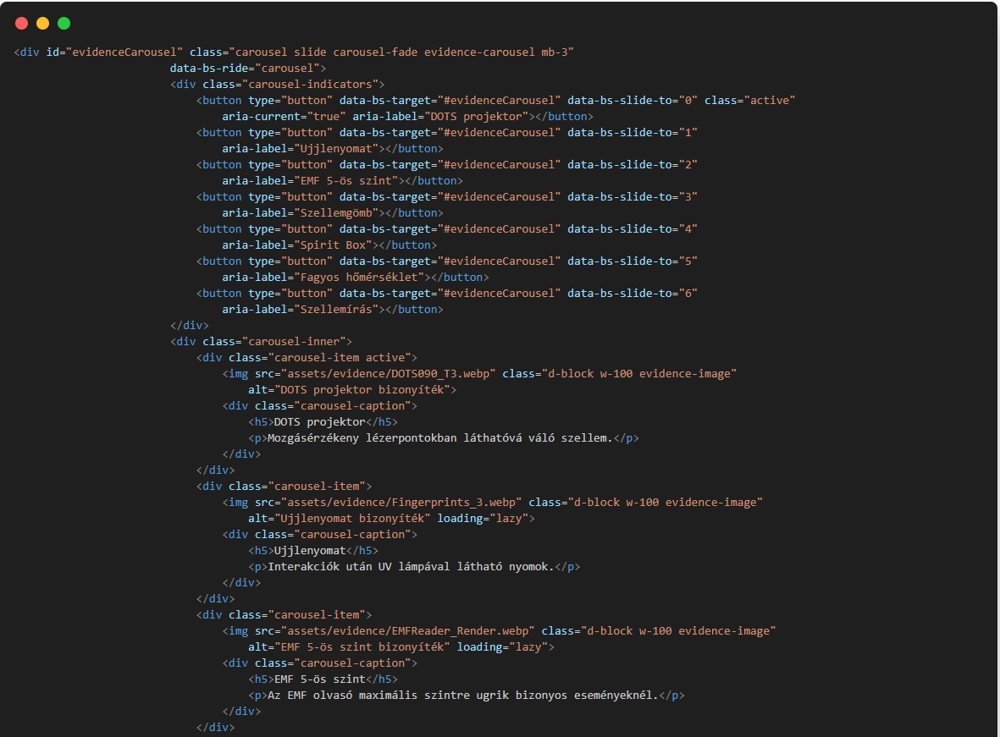 <div id="evidenceCarousel" class="carousel slide carousel-fade evidence-carousel mb-3"
data-bs-ride="carousel">
<div class="carousel-indicators">
<button type="button" data-bs-target="#evidenceCarousel" data-bs-slide-to="0" class="active"
aria-current="true" aria-label="DOTS projektor"></button>
<button type="button" data-bs-target="#evidenceCarousel" data-bs-slide-to="1"
aria-label="Ujjlenyomat"></button>
<button type="button" data-bs-target="#evidenceCarousel" data-bs-slide-to="2"
aria-label="EMF 5-ös szint"></button>
<button type="button" data-bs-target="#evidenceCarousel" data-bs-slide-to="3"
aria-label="Szellemgömb"></button>
<button type="button" data-bs-target="#evidenceCarousel" data-bs-slide-to="4"
aria-label="Spirit Box"></button>
<button type="button" data-bs-target="#evidenceCarousel" data-bs-slide-to="5"
aria-label="Fagyos hőmérséklet"></button>
<button type="button" data-bs-target="#evidenceCarousel" data-bs-slide-to="6"
aria-label="Szellemírás"></button>
</div>
<div class="carousel-inner">
<div class="carousel-item active">
<img src="assets/evidence/DOTS090_T3.webp" class="d-block w-100 evidence-image"
alt="DOTS projektor bizonyíték">
<div class="carousel-caption">
<h5>DOTS projektor</h5>
<p>Mozgásérzékeny lézerpontokban láthatóvá váló szellem.</p>
</div>
</div>
<div class="carousel-item">
<img src="assets/evidence/Fingerprints_3.webp" class="d-block w-100 evidence-image"
alt="Ujjlenyomat bizonyíték" loading="lazy">
<div class="carousel-caption">
<h5>Ujjlenyomat</h5>
<p>Interakciók után UV lámpával látható nyomok.</p>
</div>
</div>
<div class="carousel-item">
<img src="assets/evidence/EMFReader_Render.webp" class="d-block w-100 evidence-image"
alt="EMF 5-ös szint bizonyíték" loading="lazy">
<div class="carousel-caption">
<h5>EMF 5-ös szint</h5>
<p>Az EMF olvasó maximális szintre ugrik bizonyos eseményeknél.</p>
</div>
</div>